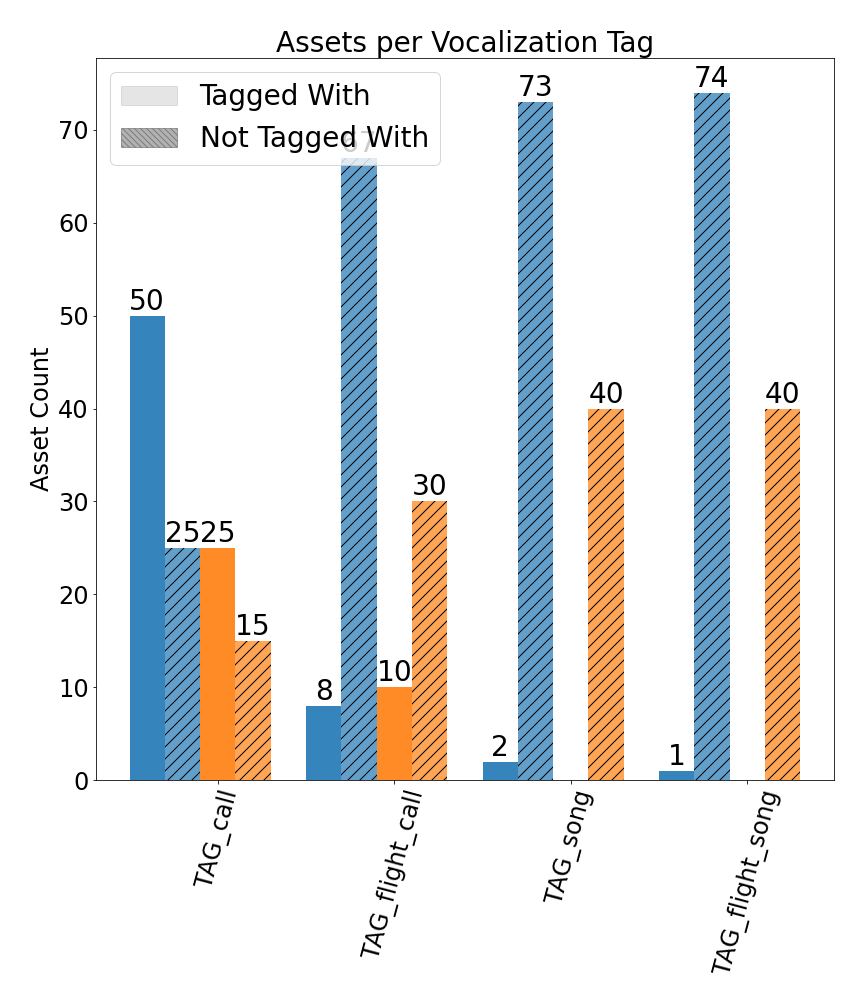 Assets per Vocalization Tag
Tagged With
Not Tagged With
Asset Count
70
60
50
40
30
20
10
0
50
25
25
15
8
67
10
30
2
73
40
1
74
40
TAG_call
TAG_flight_call
TAG_song
TAG_flight_song